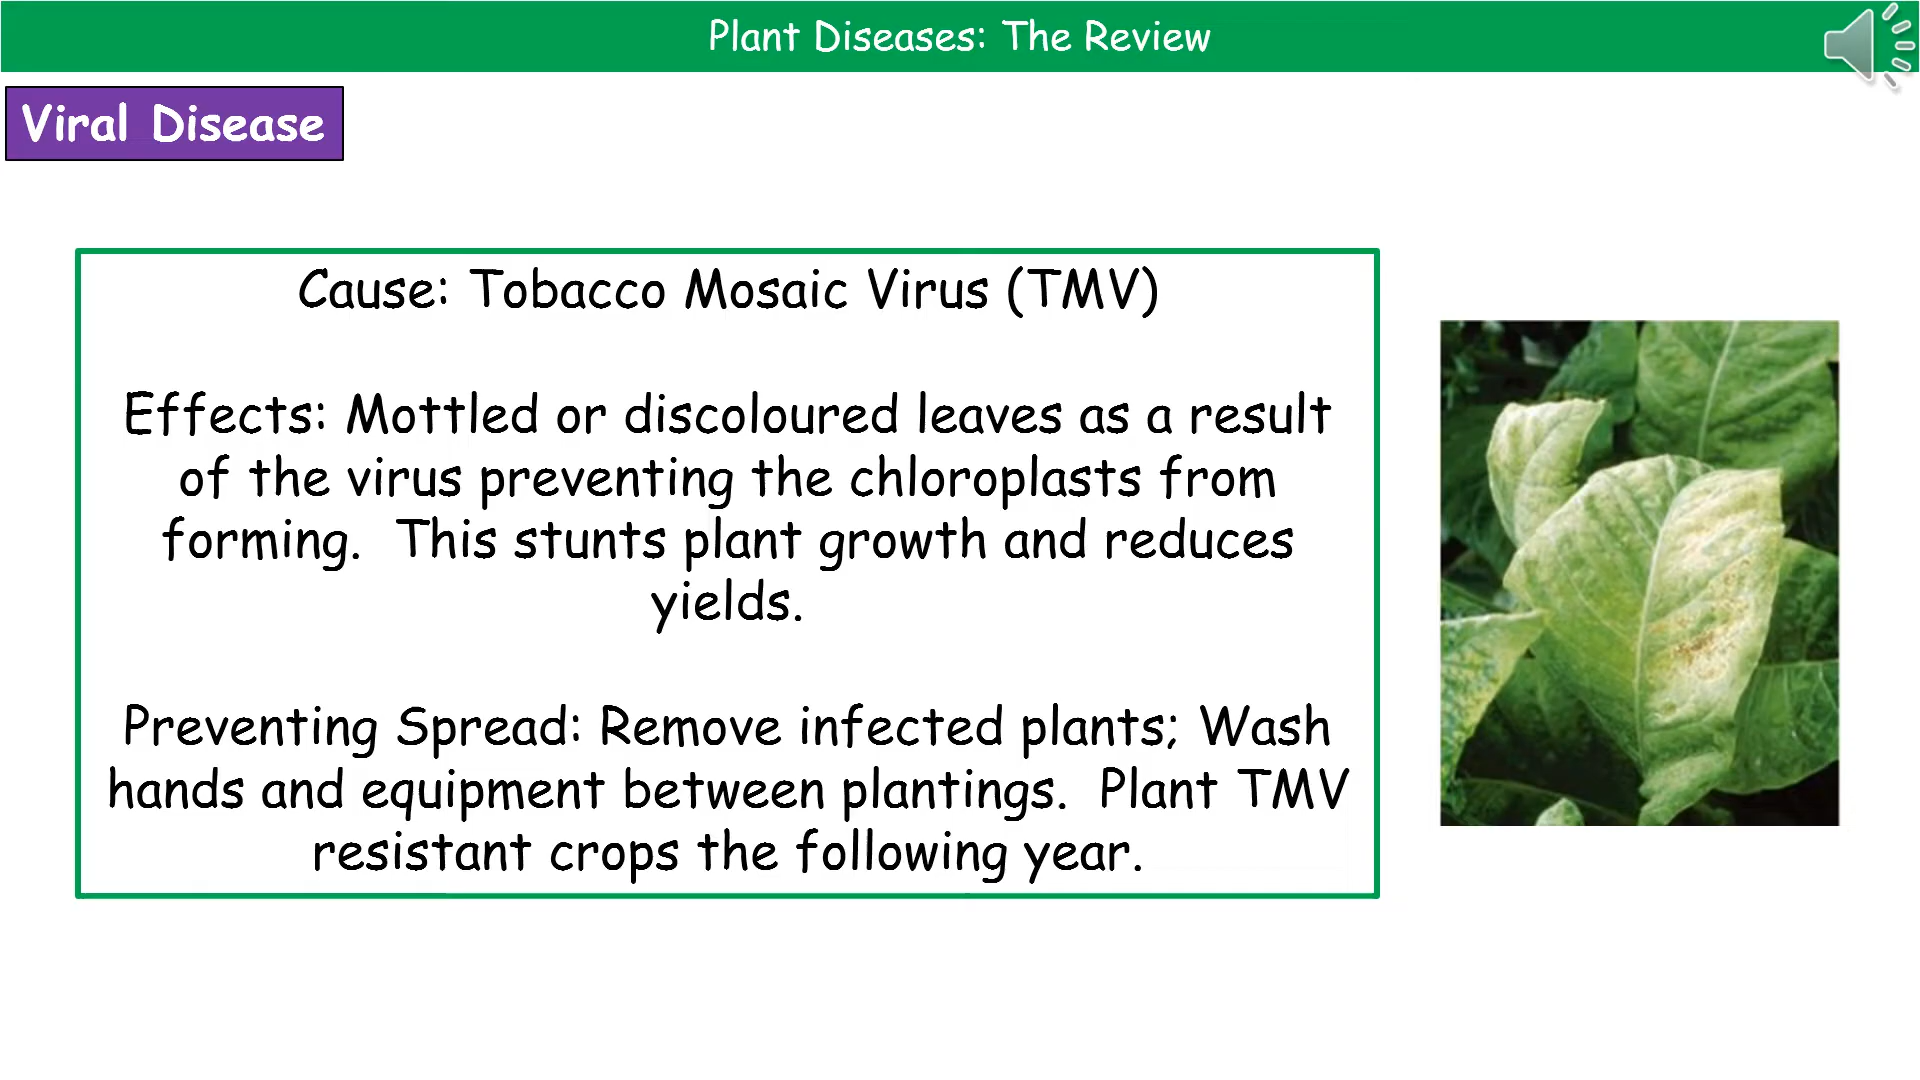 Plant Diseases: The Review
Viral Disease
Cause: Tobacco Mosaic Virus (TMV)
Effects: Mottled or discoloured leaves as a result
of the virus preventing the chloroplasts from
forming.  This stunts plant growth and reduces
yields.
Preventing Spread: Remove infected plants; Wash
hands and equipment between plantings.  Plant TMV
resistant crops the following year.